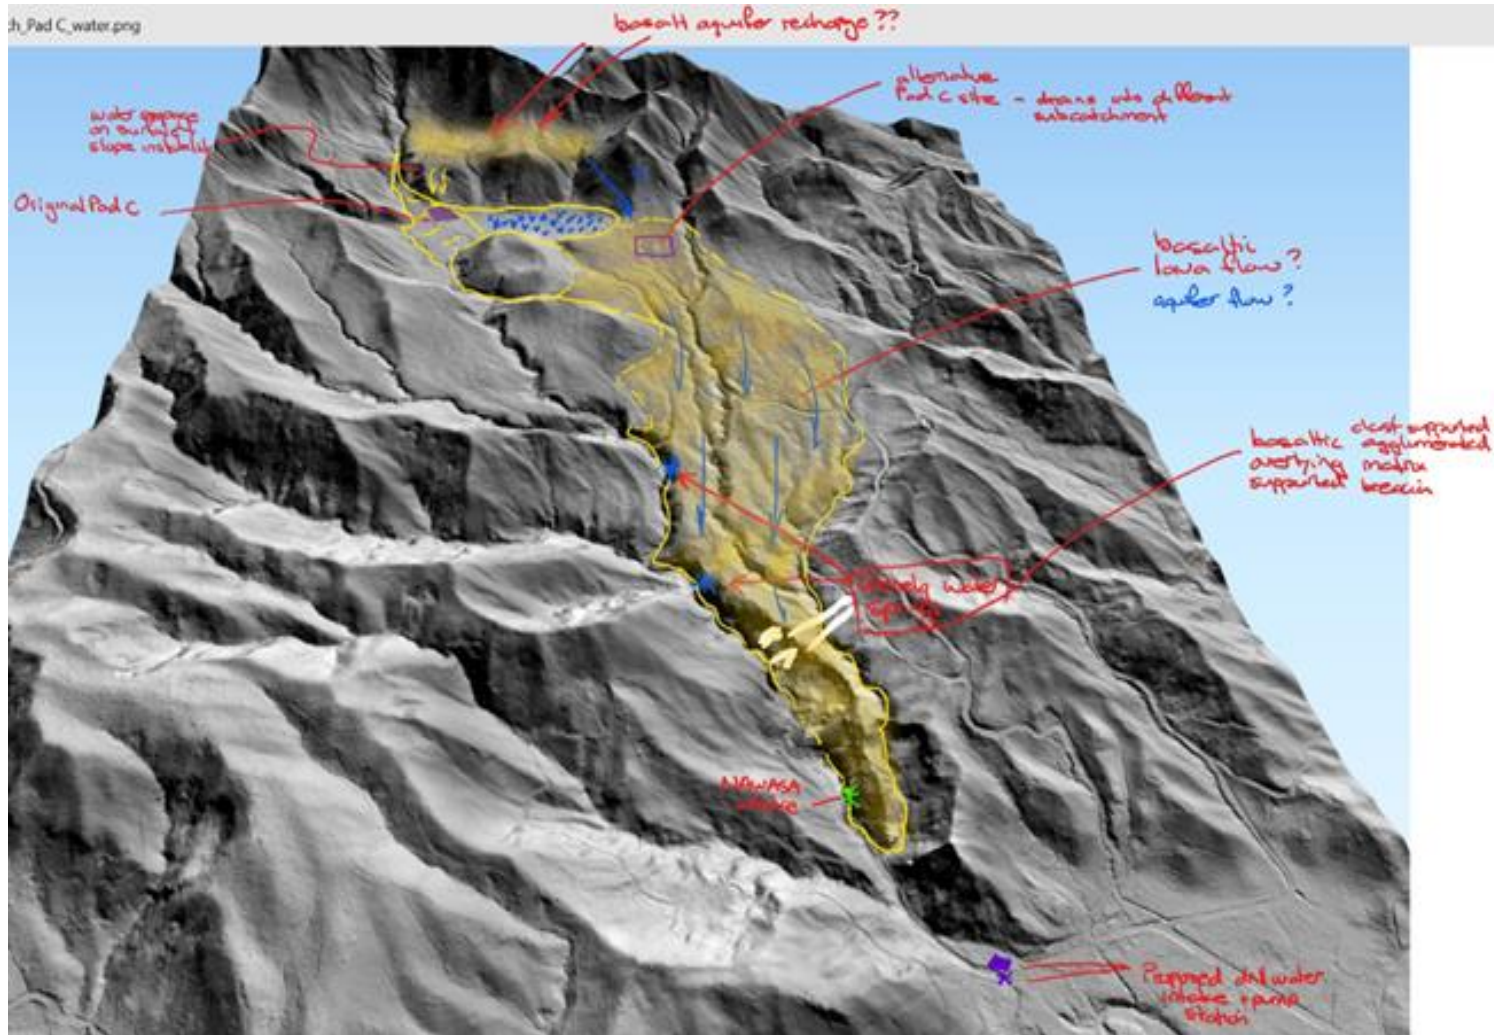 ch_Pad C_water.png
basalt aquifer recharge??
alternative
Pad C site - drains into different
subcatchment
water seepage
on surface +
slope instability
Original Pad C
basaltic
lava flow?
aquifer flow?
basaltic clast supported
agglomerated
overlying matrix
supported breccia
water
NAWASA
intake
Proposed drill water
intake + pump
station